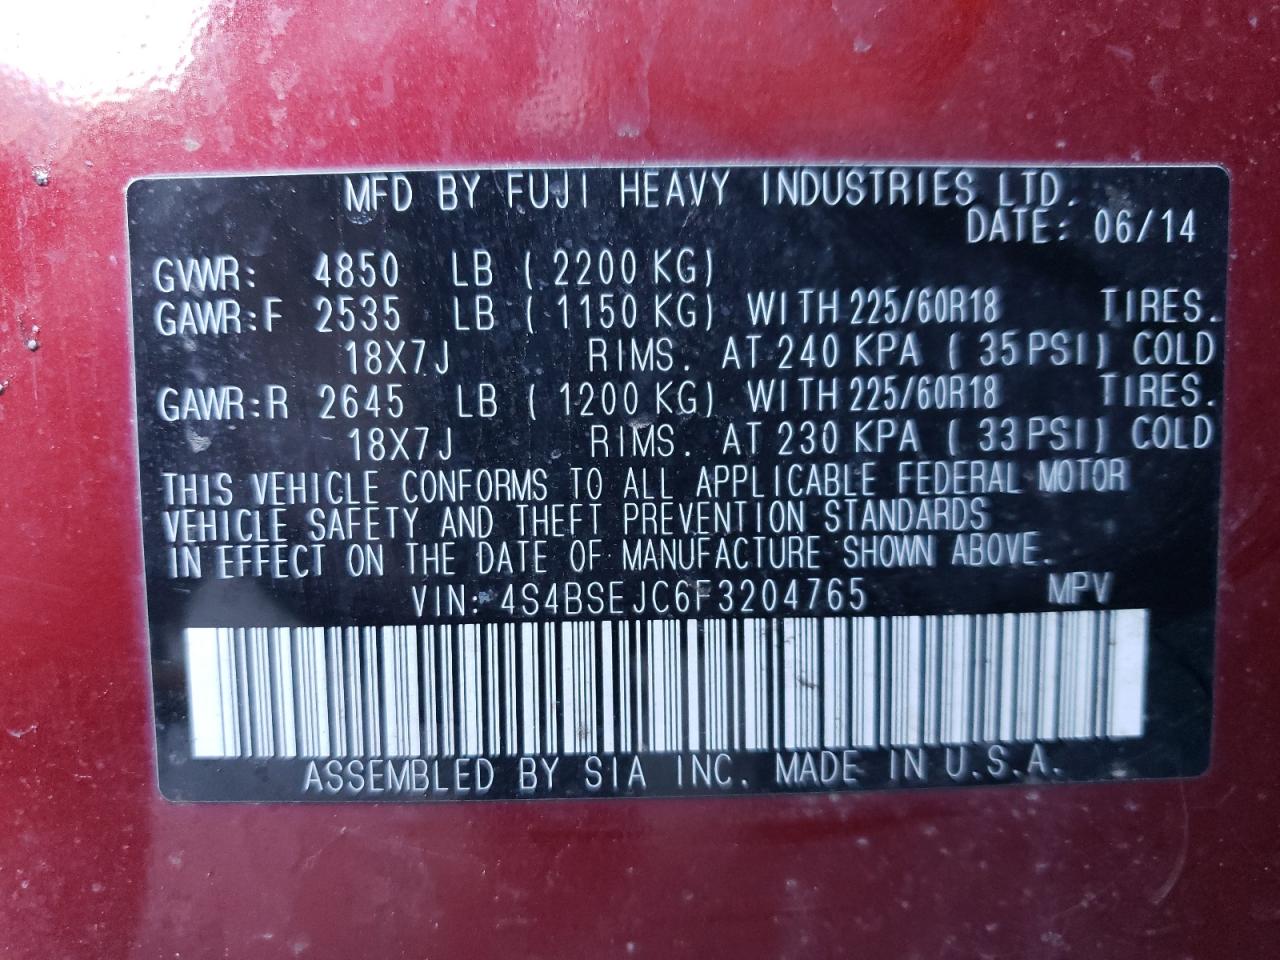 MFD BY FUJI HEAVY INDUSTRIES LTD.
DATE: 06/14
GVWR: 4850 LB ( 2200 KG)
GAWR:F 2535 LB ( 1150 KG) WITH 225/60R18 TIRES.
18X7J RIMS. AT 240 KPA ( 35 PSI) COLD
GAWR:R 2645 LB ( 1200 KG) WITH 225/60R18 TIRES.
18X7J RIMS. AT 230 KPA ( 33 PSI) COLD
THIS VEHICLE CONFORMS TO ALL APPLICABLE FEDERAL MOTOR
VEHICLE SAFETY AND THEFT PREVENTION STANDARDS
IN EFFECT ON THE DATE OF MANUFACTURE SHOWN ABOVE.
VIN: 4S4BSEJC6F3204765 MPV
ASSEMBLED BY SIA INC. MADE IN U.S.A.